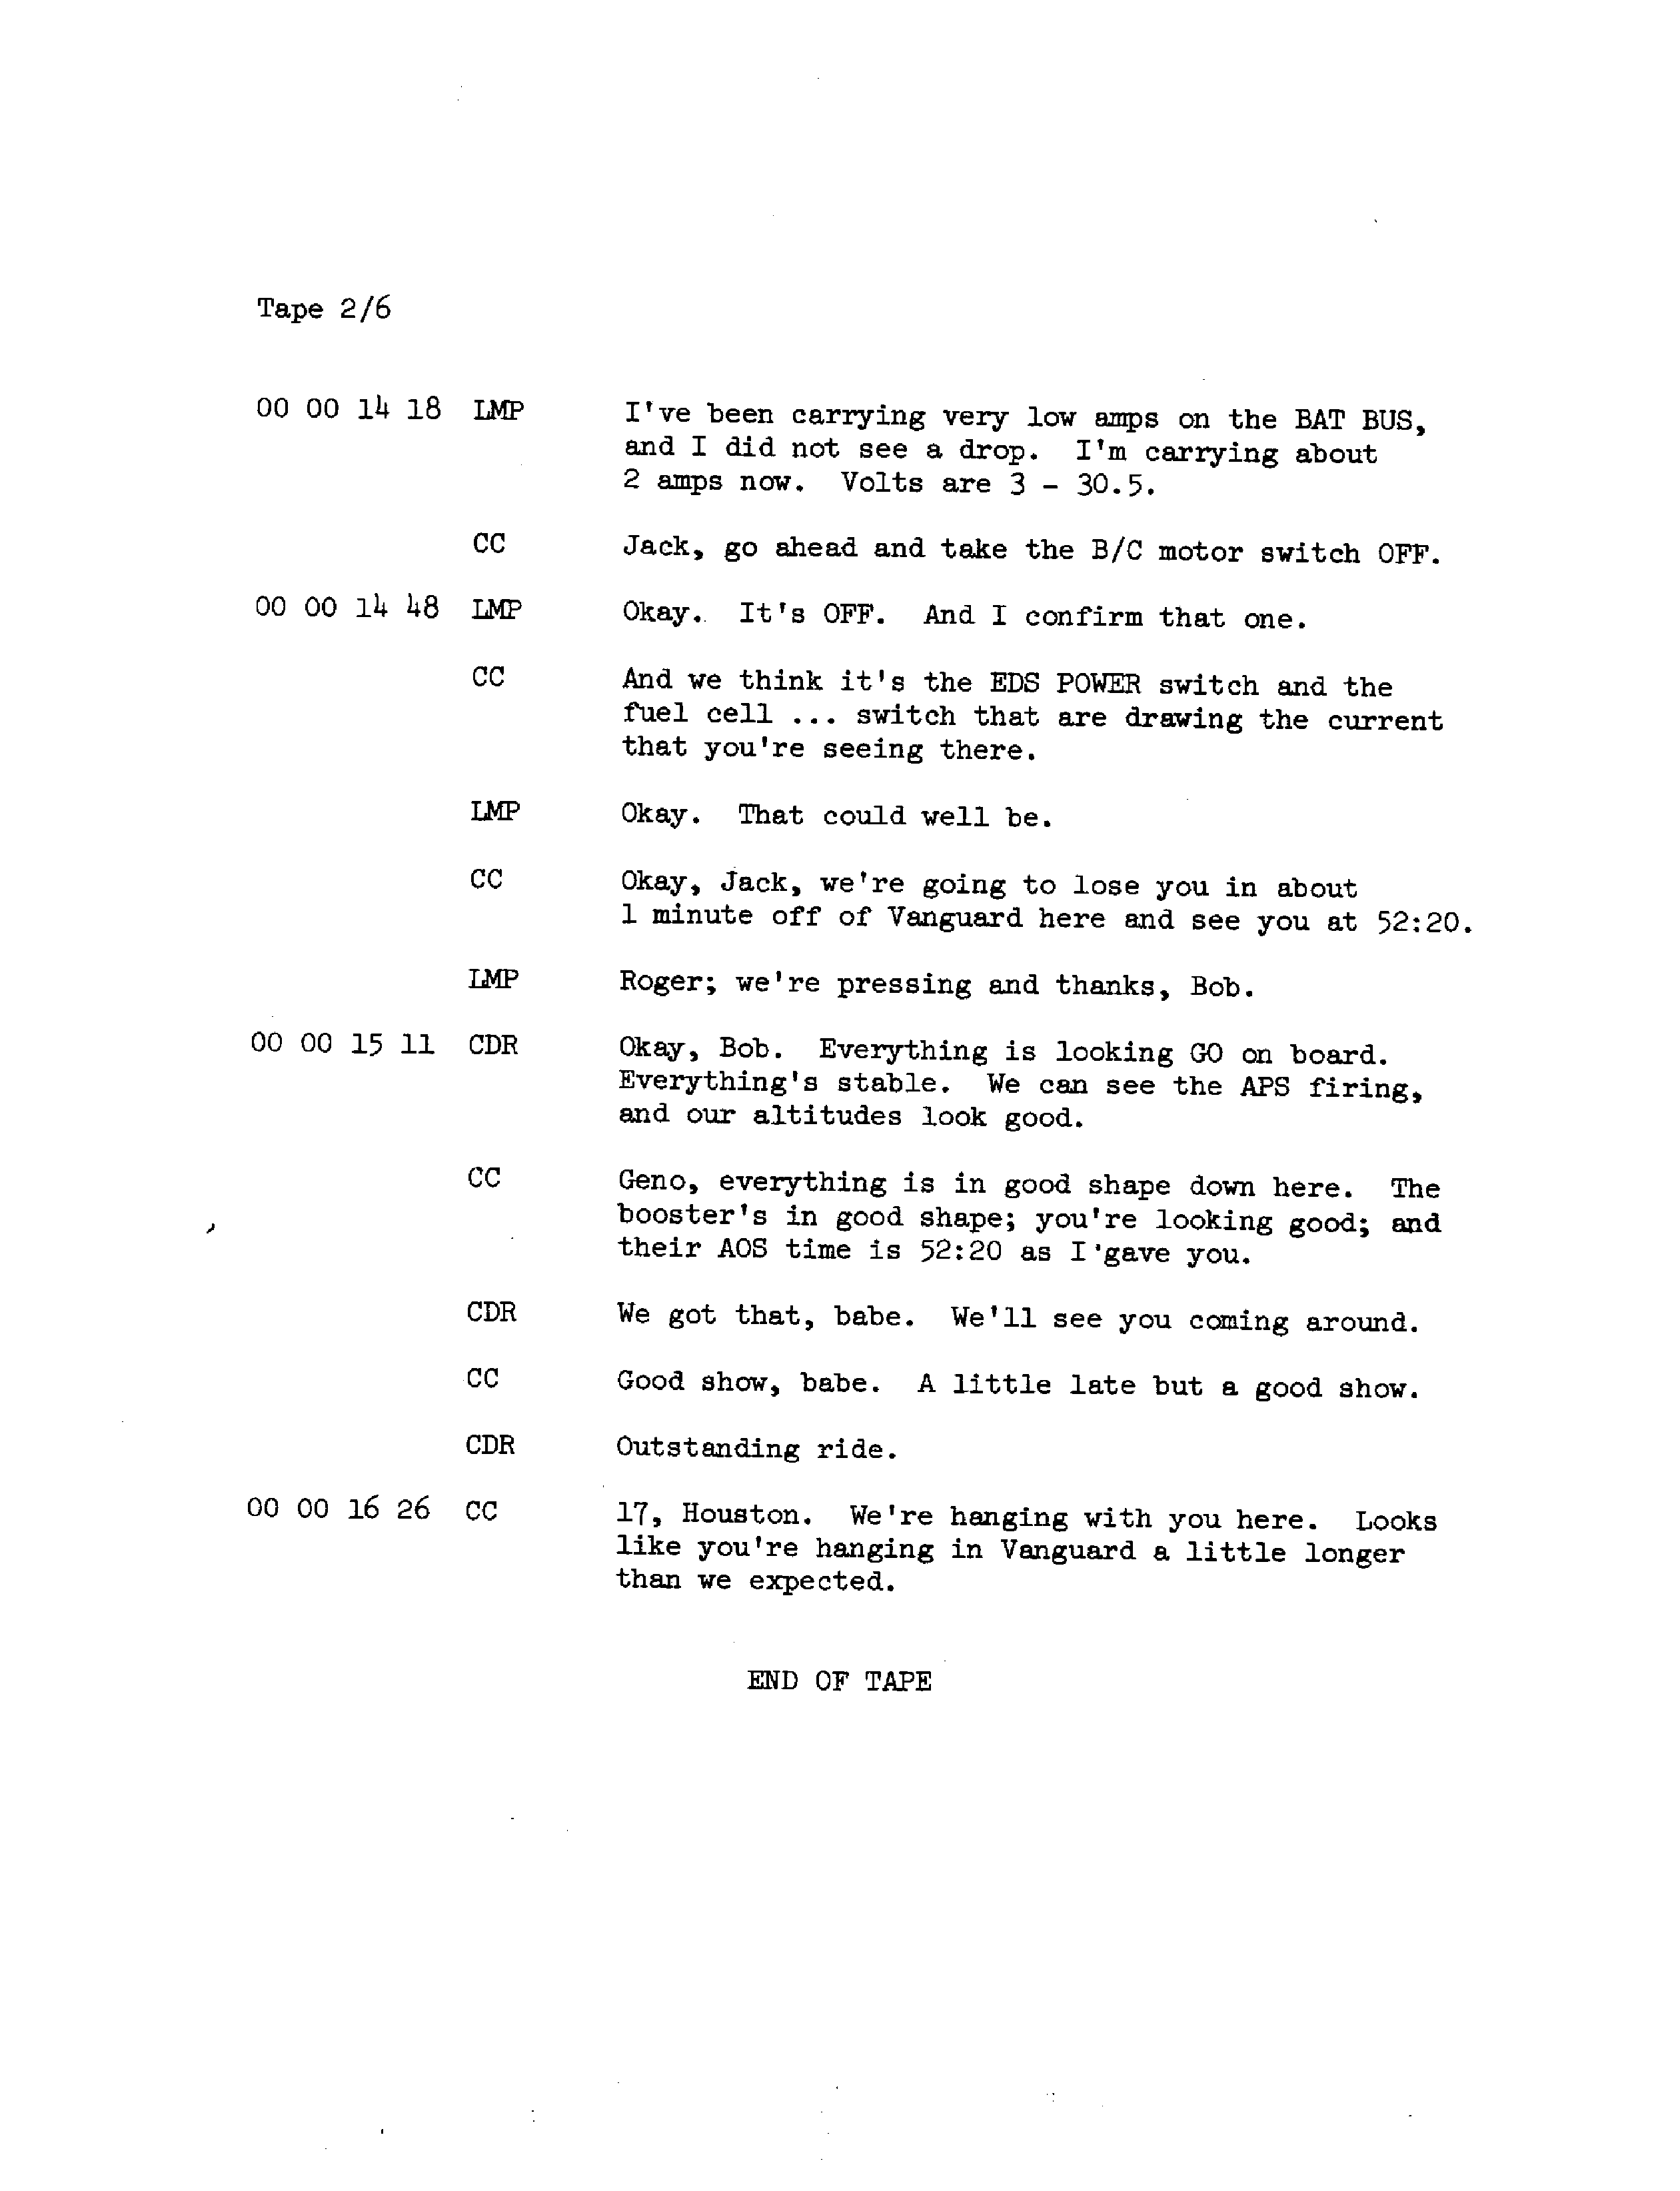 Tape 2/6
00 00 14 18 LMP I've been carrying very low amps on the BAT BUS,
and I did not see a drop. I'm carrying about
2 amps now. Volts are 3 - 30.5.
CC Jack, go ahead and take the B/C motor switch OFF.
00 00 14 48 LMP Okay. It's OFF. And I confirm that one.
CC And we think it's the EDS POWER switch and the
fuel cell ... switch that are drawing the current
that you're seeing there.
LMP Okay. That could well be.
CC Okay, Jack, we're going to lose you in about
1 minute off of Vanguard here and see you at 52:20.
LMP Roger; we're pressing and thanks, Bob.
00 00 15 11 CDR Okay, Bob. Everything is looking GO on board.
Everything's stable. We can see the APS firing,
and our altitudes look good.
CC Geno, everything is in good shape down here. The
booster's in good shape; you're looking good; and
their AOS time is 52:20 as I gave you.
CDR We got that, babe. We'll see you coming around.
CC Good show, babe. A little late but a good show.
CDR Outstanding ride.
00 00 16 26 CC 17, Houston. We're hanging with you here. Looks
like you're hanging in Vanguard a little longer
than we expected.
END OF TAPE